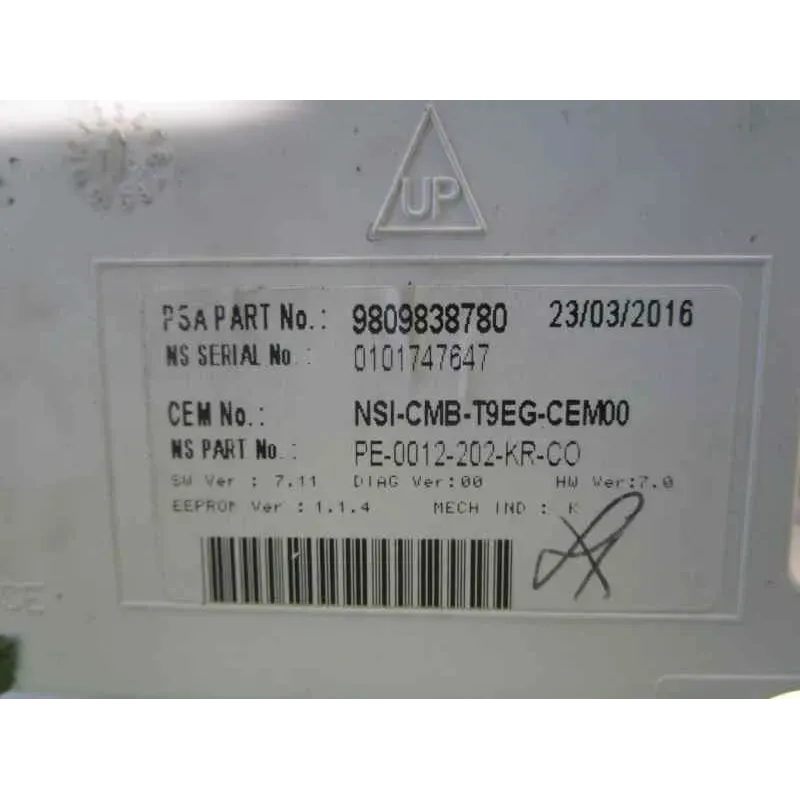 UP
PSA PART No.: 9809838780 23/03/2016
NS SERIAL No. : 0101747647
CEM No.: NSI-CMB-T9EG-CEM00
NS PART No. : PE-0012-202-KR-CO
SW Ver : 7.11 DIAG Ver:00 HW Ver:7.0
EEPROM Ver : 1.1.4 MECH IND : K
CE